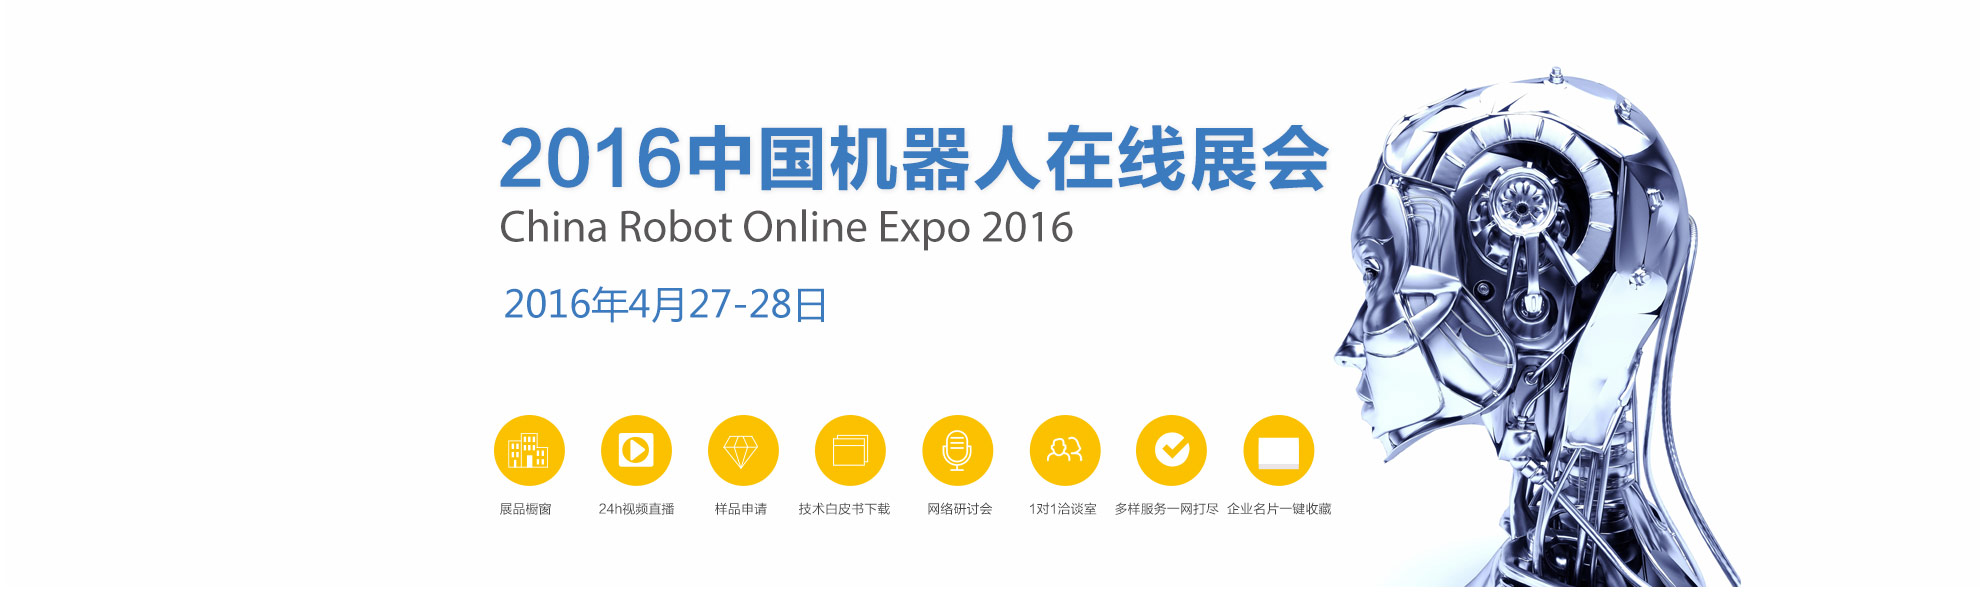 2016中国机器人在线展会
China Robot Online Expo 2016
2016年4月27-28日
展品橱窗 24h视频直播 样品申请 技术白皮书下载 网络研讨会 1对1洽谈室 多样服务一网打尽 企业名片一键收藏